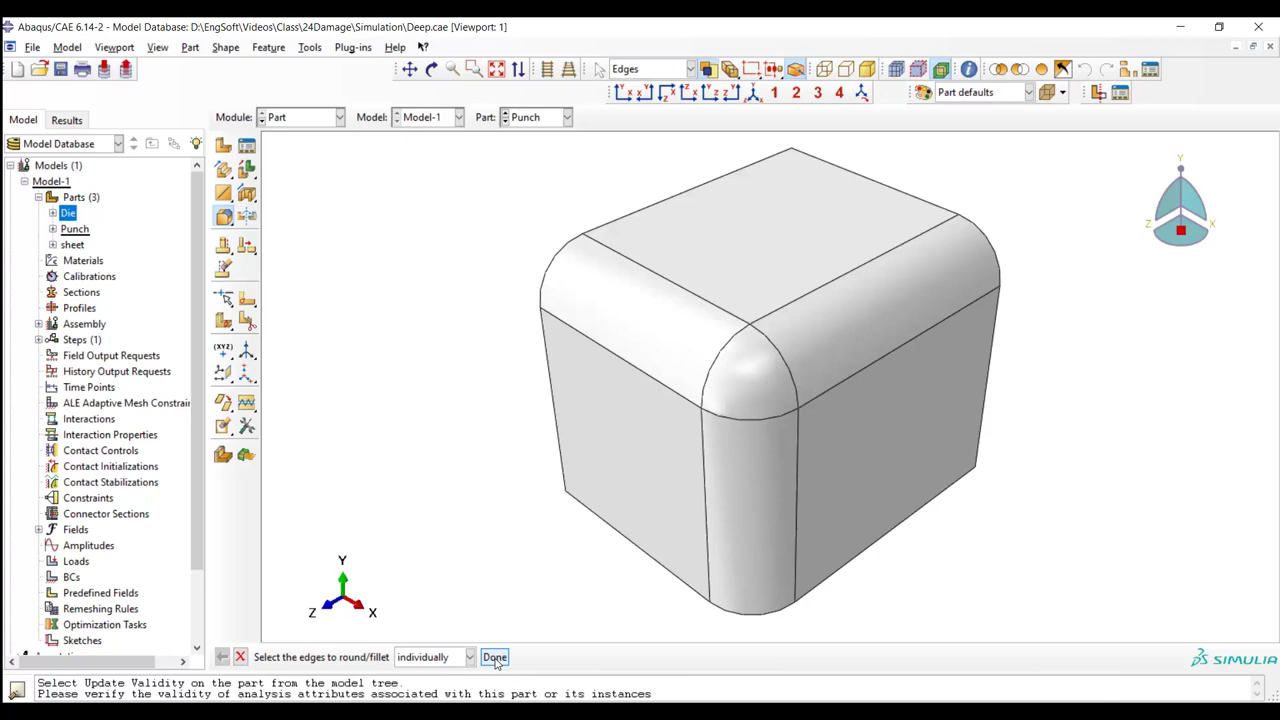 Abaqus/CAE 6.14-2 - Model Database: D:\EngSoft\Videos\Class\24Damage\Simulation\Deep.cae [Viewport: 1]
File Model Viewport View Part Shape Feature Tools Plug-ins Help
Edges
1 2 3 4
Part defaults
Model Results
Module: Part Model: Model-1 Part: Punch
Model Database
Models (1)
Model-1
Parts (3)
Die
Punch
sheet
Materials
Calibrations
Sections
Profiles
Assembly
Steps (1)
Field Output Requests
History Output Requests
Time Points
ALE Adaptive Mesh Constrai
Interactions
Interaction Properties
Contact Controls
Contact Initializations
Contact Stabilizations
Constraints
Connector Sections
Fields
Amplitudes
Loads
BCs
Predefined Fields
Remeshing Rules
Optimization Tasks
Sketches
(XYZ)
Y
Z X
Y
Z X
Select the edges to round/fillet individually Done
SIMULIA
Select Update Validity on the part from the model tree.
Please verify the validity of analysis attributes associated with this part or its instances